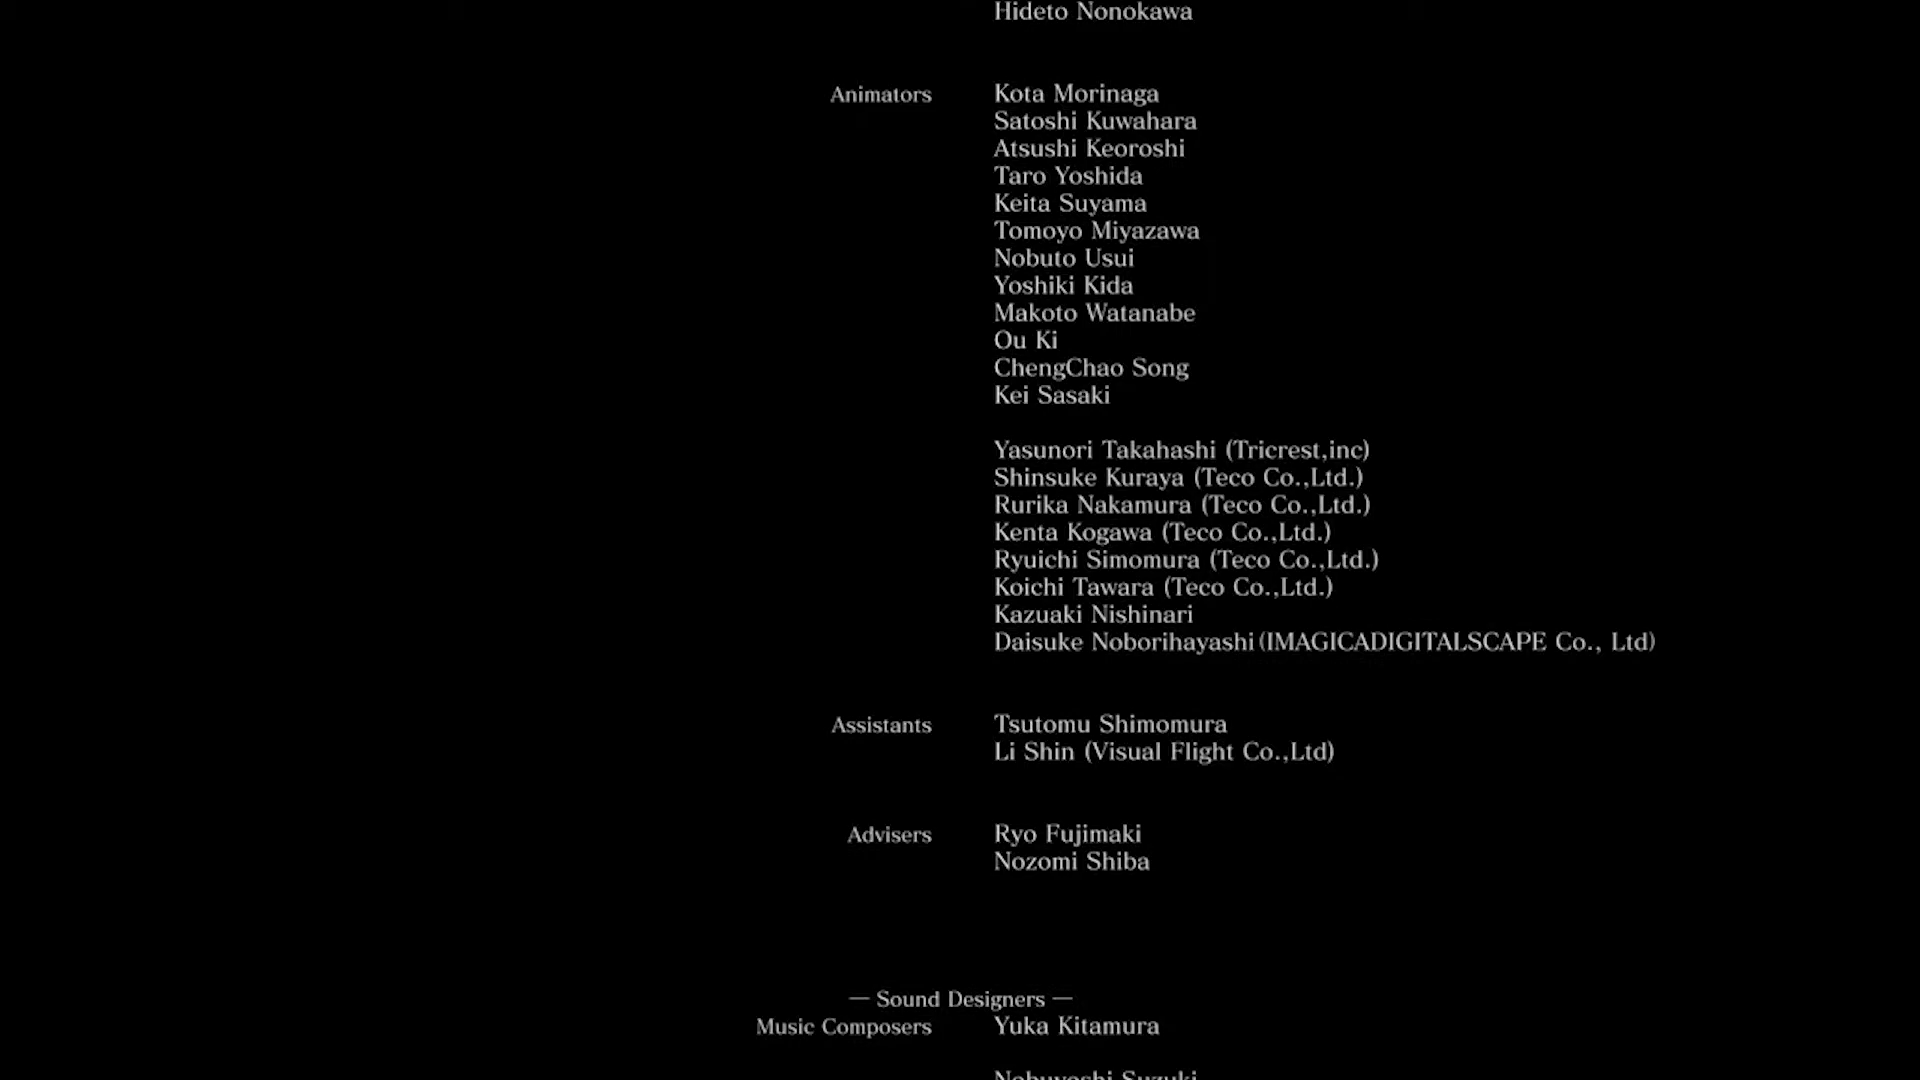 Hideto Nonokawa
Animators Kota Morinaga
Satoshi Kuwahara
Atsushi Keoroshi
Taro Yoshida
Keita Suyama
Tomoyo Miyazawa
Nobuto Usui
Yoshiki Kida
Makoto Watanabe
Ou Ki
ChengChao Song
Kei Sasaki
Yasunori Takahashi (Tricrest,inc)
Shinsuke Kuraya (Teco Co.,Ltd.)
Rurika Nakamura (Teco Co.,Ltd.)
Kenta Kogawa (Teco Co.,Ltd.)
Ryuichi Simomura (Teco Co.,Ltd.)
Koichi Tawara (Teco Co.,Ltd.)
Kazuaki Nishinari
Daisuke Noborihayashi(IMAGICADIGITALSCAPE Co., Ltd)
Assistants Tsutomu Shimomura
Li Shin (Visual Flight Co.,Ltd)
Advisers Ryo Fujimaki
Nozomi Shiba
— Sound Designers —
Music Composers Yuka Kitamura
Nobuyoshi Suzuki